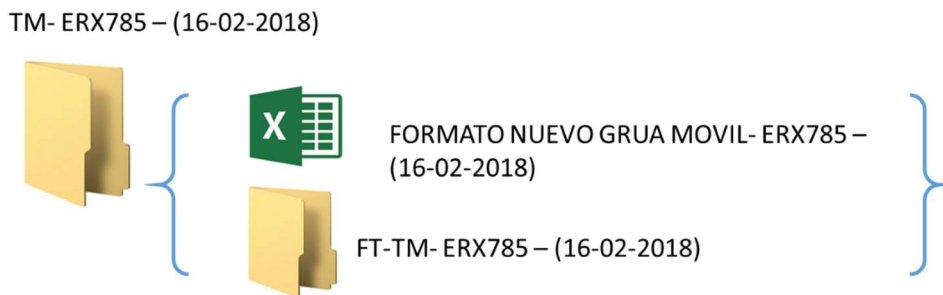 TM- ERX785 – (16-02-2018)
X
FORMATO NUEVO GRUA MOVIL- ERX785 –
(16-02-2018)
FT-TM- ERX785 – (16-02-2018)